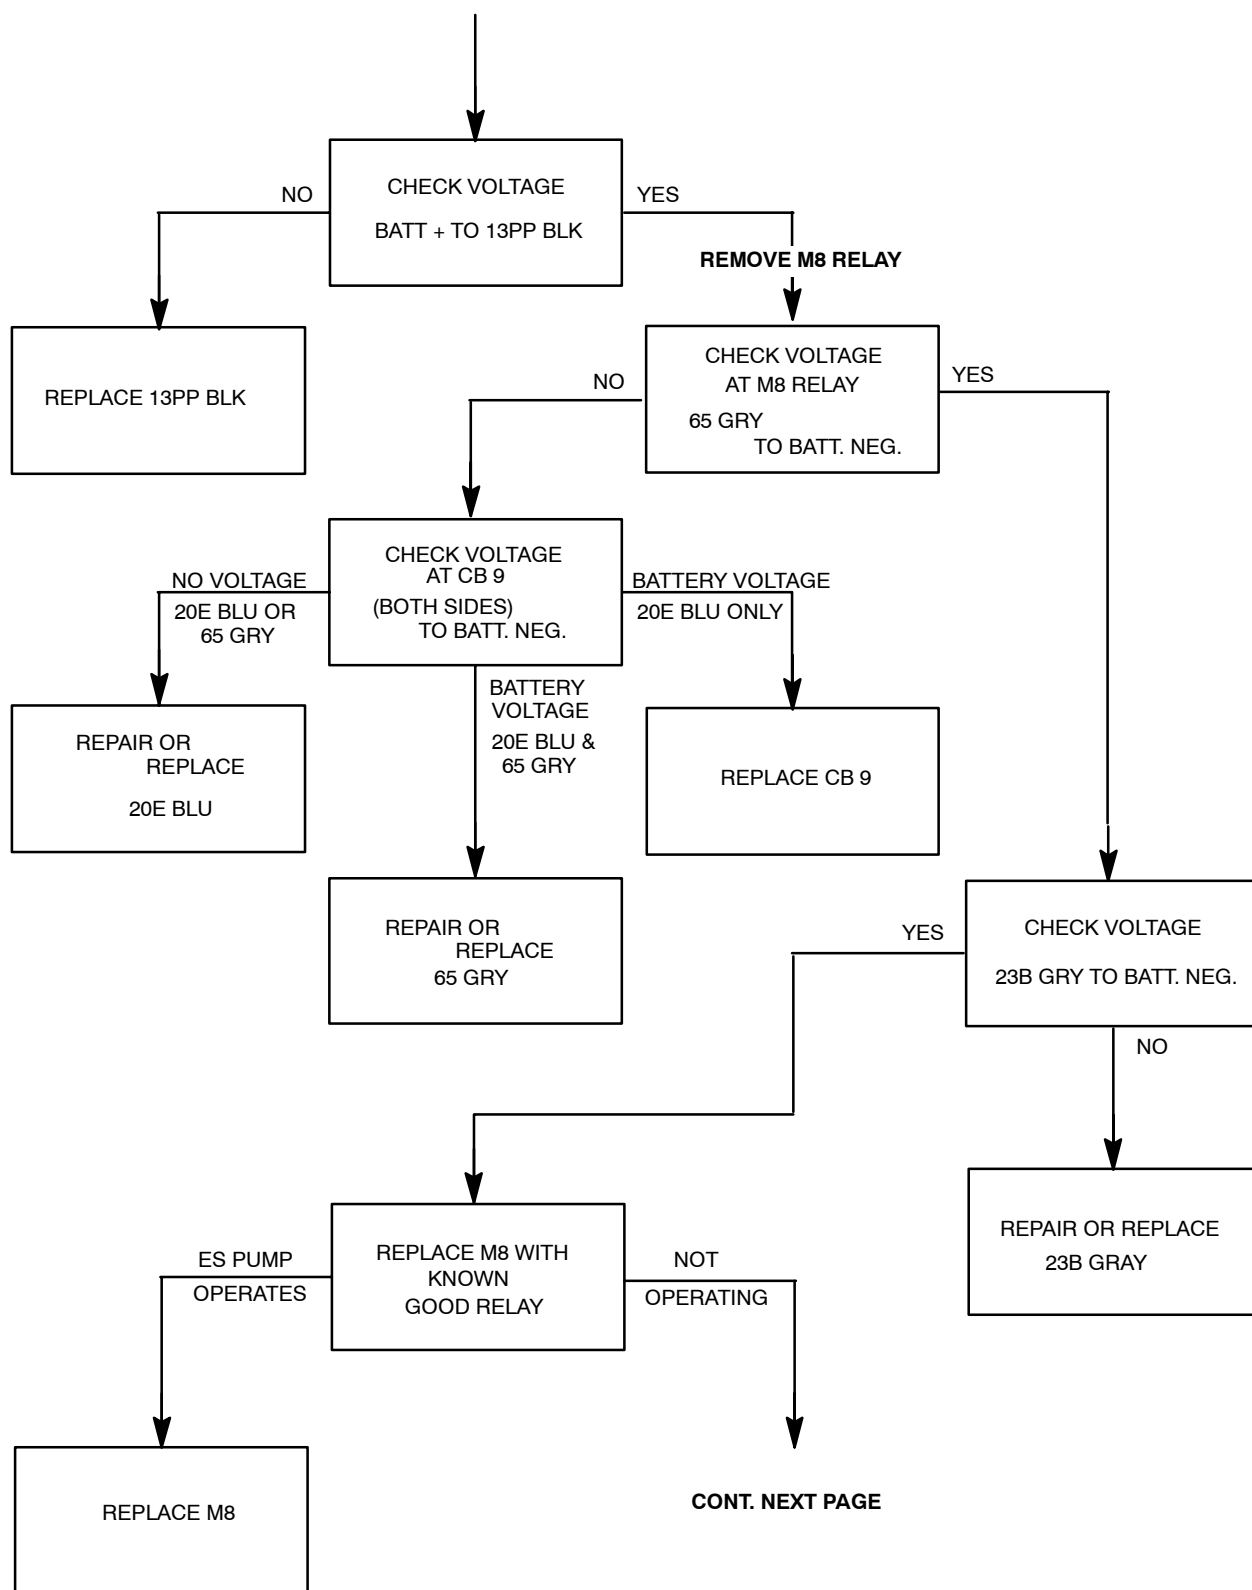 CHECK VOLTAGE
BATT + TO 13PP BLK
NO
YES
REMOVE M8 RELAY
REPLACE 13PP BLK
CHECK VOLTAGE
AT M8 RELAY
65 GRY
TO BATT. NEG.
NO
YES
CHECK VOLTAGE
AT CB 9
(BOTH SIDES)
TO BATT. NEG.
NO VOLTAGE
20E BLU OR
65 GRY
BATTERY VOLTAGE
20E BLU ONLY
BATTERY
VOLTAGE
20E BLU &
65 GRY
REPAIR OR
REPLACE
20E BLU
REPLACE CB 9
REPAIR OR
REPLACE
65 GRY
CHECK VOLTAGE
23B GRY TO BATT. NEG.
YES
NO
REPAIR OR REPLACE
23B GRAY
REPLACE M8 WITH
KNOWN
GOOD RELAY
ES PUMP
OPERATES
NOT
OPERATING
REPLACE M8
CONT. NEXT PAGE